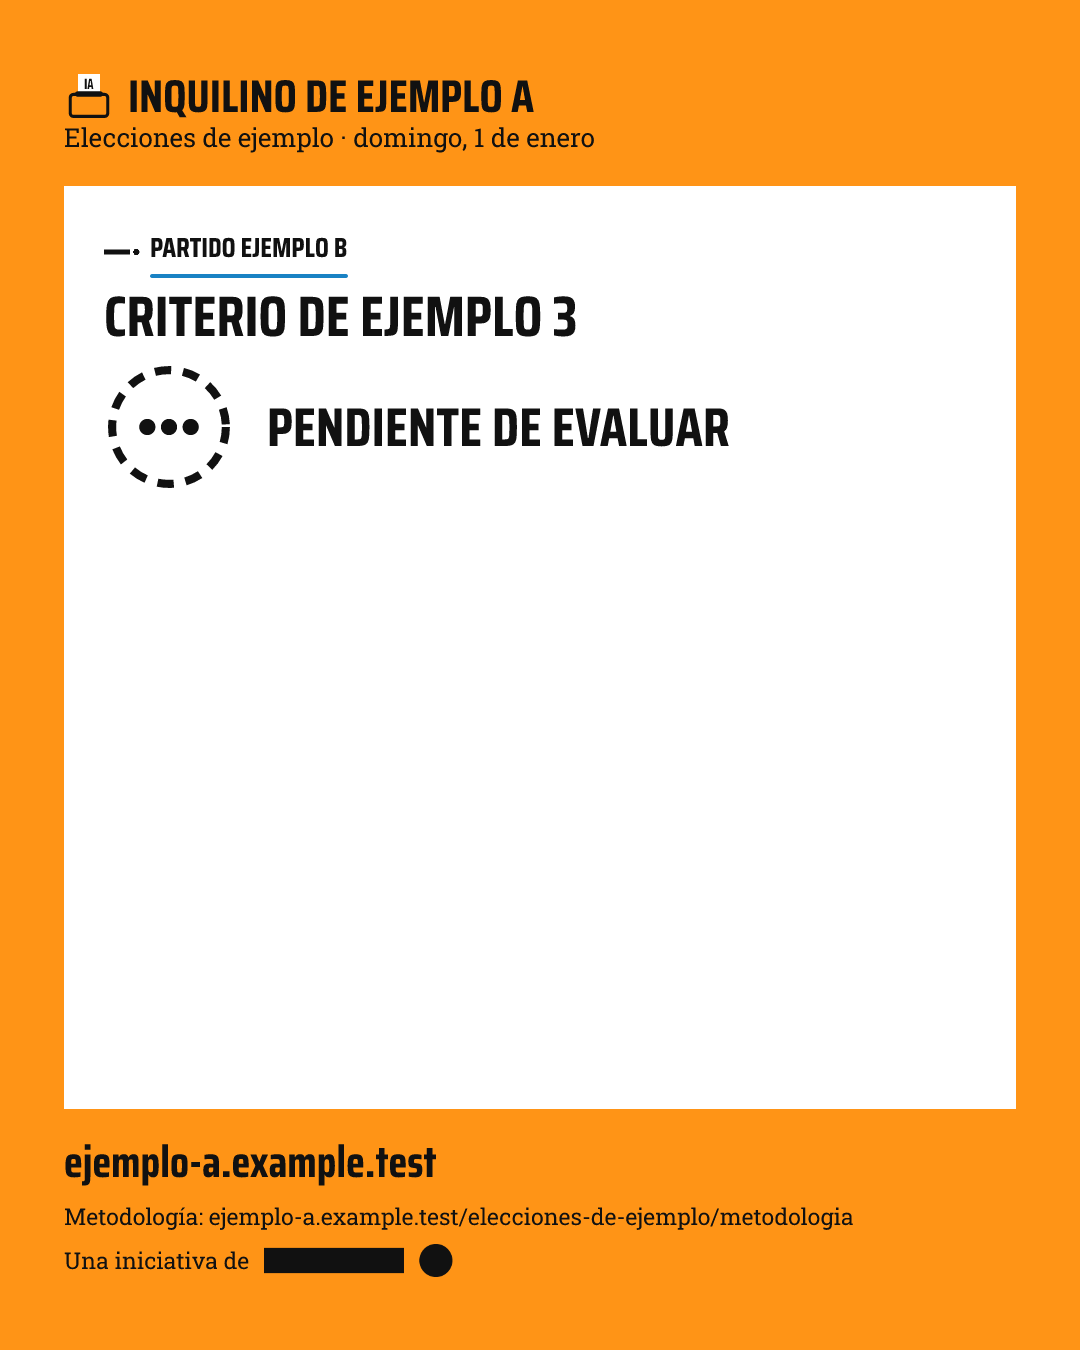 IA
INQUILINO DE EJEMPLO A
Elecciones de ejemplo · domingo, 1 de enero
PARTIDO EJEMPLO B
CRITERIO DE EJEMPLO 3
PENDIENTE DE EVALUAR
ejemplo-a.example.test
Metodología: ejemplo-a.example.test/elecciones-de-ejemplo/metodologia
Una iniciativa de